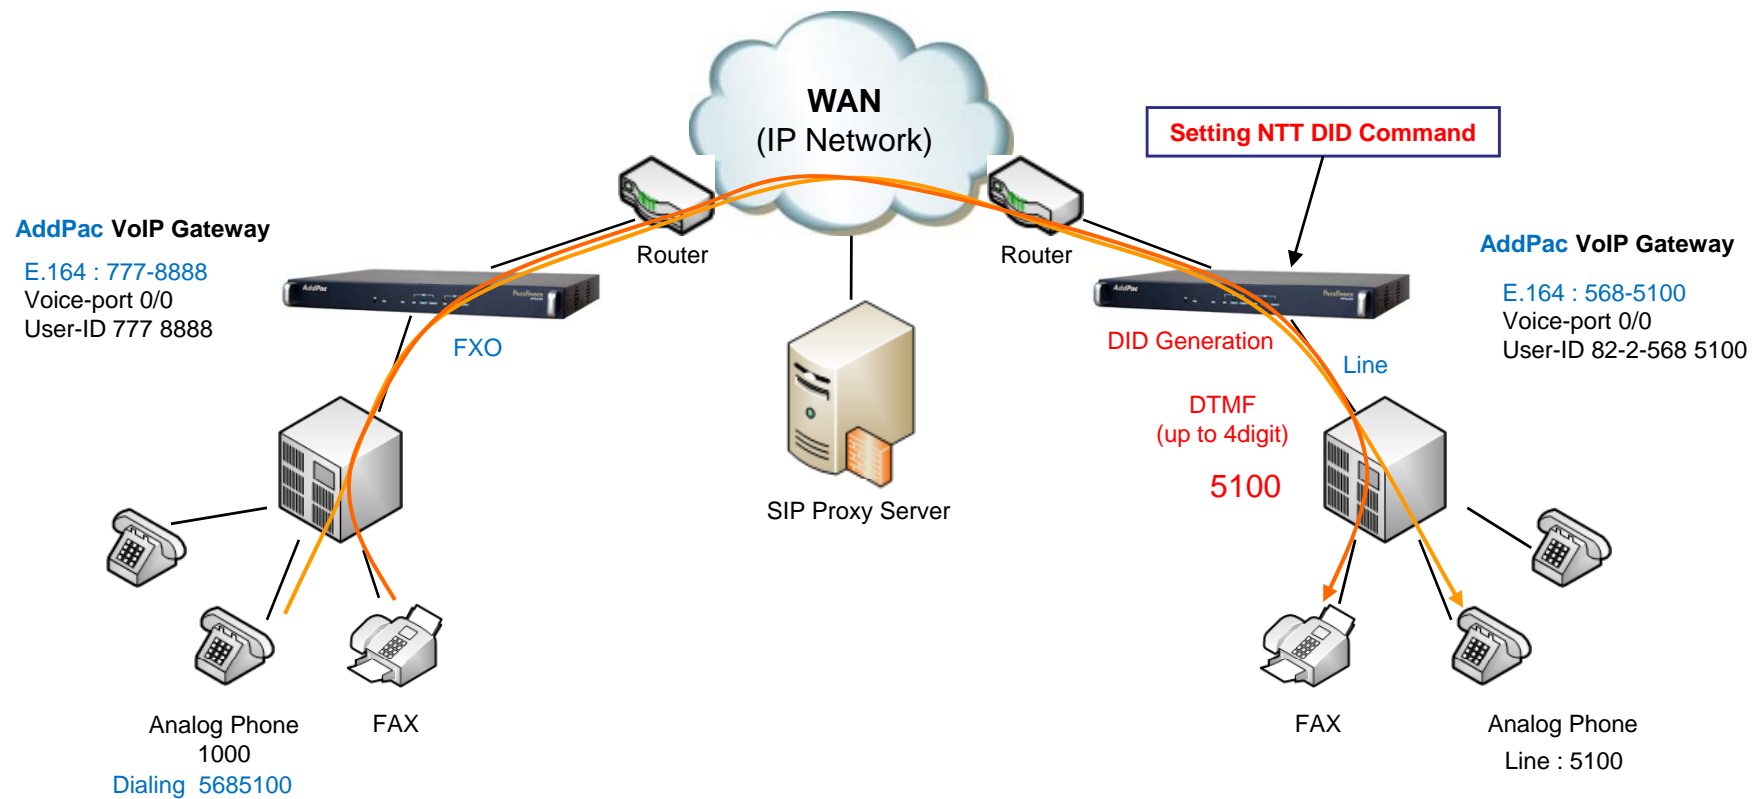 WAN
(IP Network)
Setting NTT DID Command
AddPac VoIP Gateway
E.164 : 777-8888
Voice-port 0/0
User-ID 777 8888
Router
Router
AddPac VoIP Gateway
E.164 : 568-5100
Voice-port 0/0
User-ID 82-2-568 5100
AddPac
AddPac
FXO
DID Generation
Line
DTMF
(up to 4digit)
5100
SIP Proxy Server
Analog Phone
1000
Dialing 5685100
FAX
FAX
Analog Phone
Line : 5100